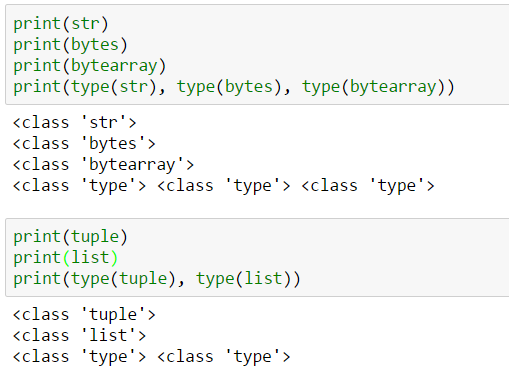 print(str)
print(bytes)
print(bytearray)
print(type(str), type(bytes), type(bytearray))
<class 'str'>
<class 'bytes'>
<class 'bytearray'>
<class 'type'> <class 'type'> <class 'type'>
print(tuple)
print(list)
print(type(tuple), type(list))
<class 'tuple'>
<class 'list'>
<class 'type'> <class 'type'>